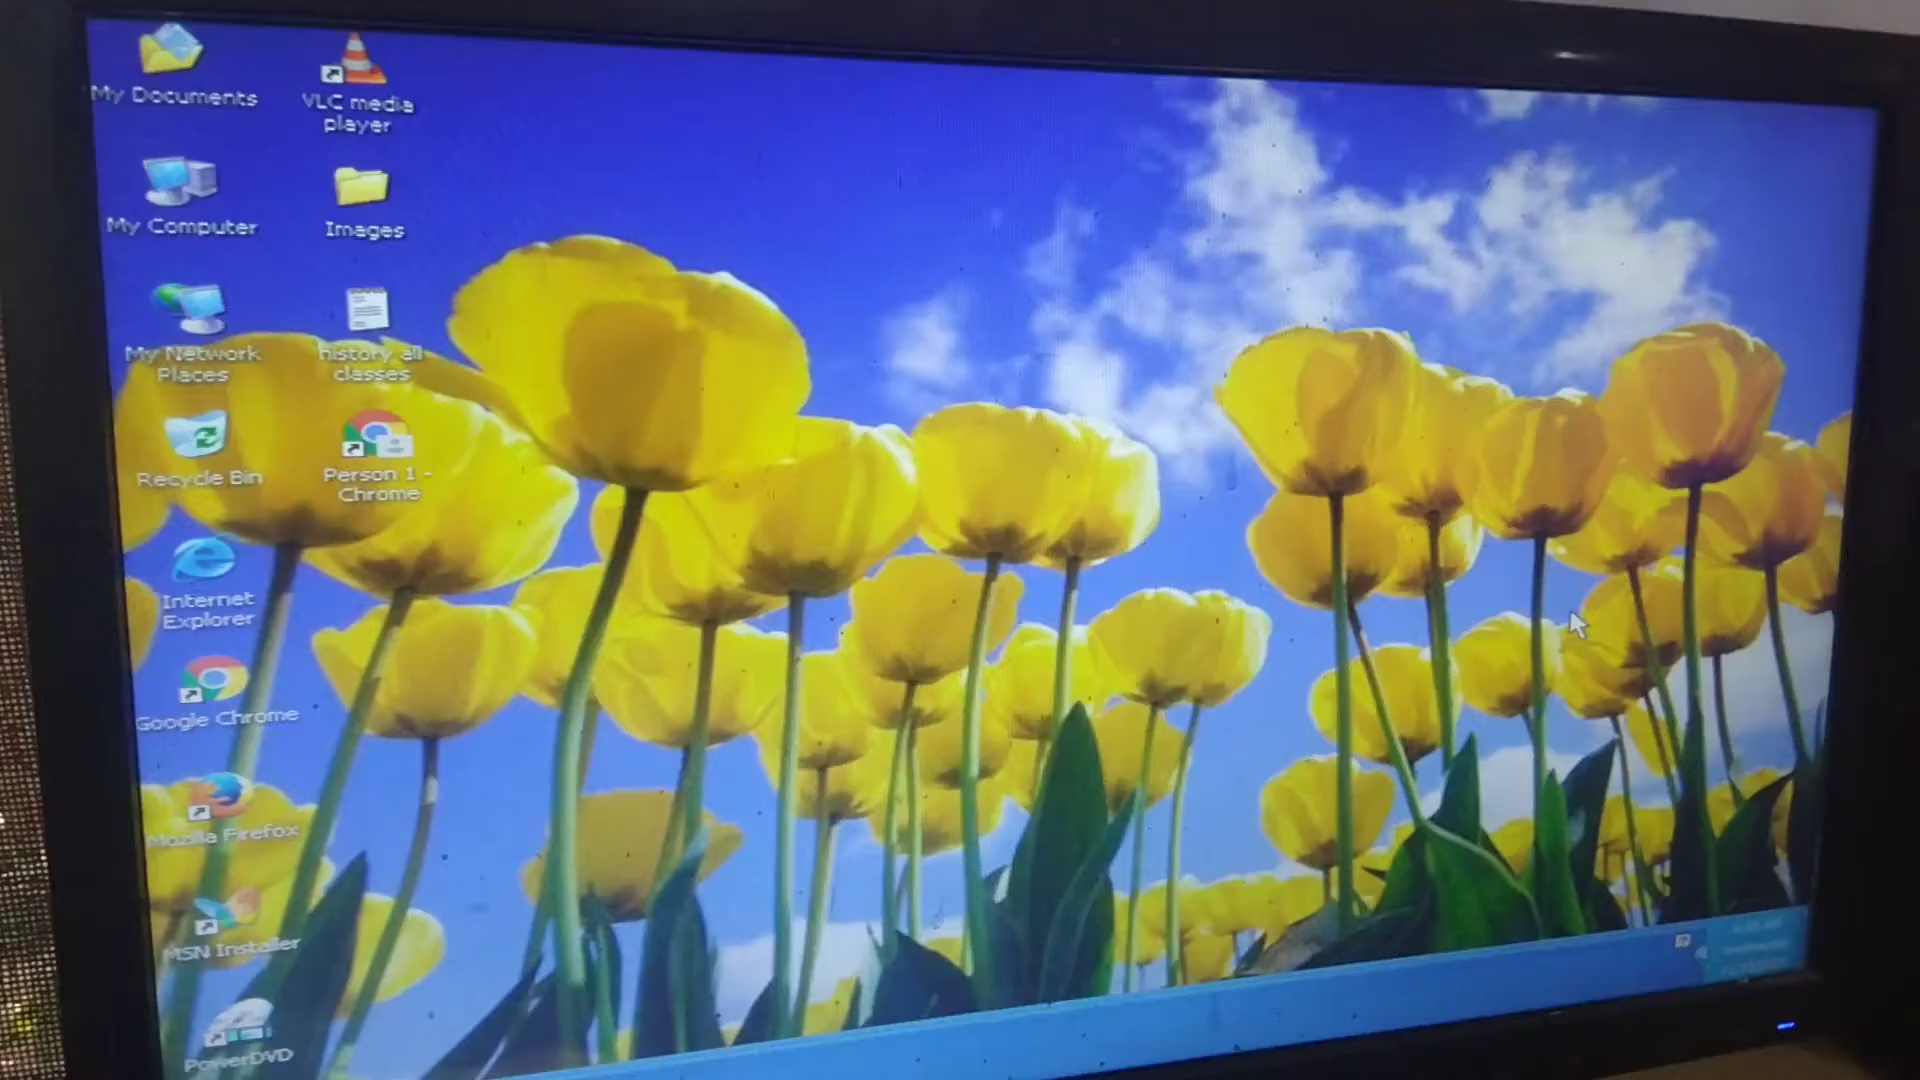 My Documents
VLC media
player
My Computer
Images
My Network
Places
history all
classes
Recycle Bin
Person 1 -
Chrome
Internet
Explorer
Google Chrome
Mozilla Firefox
MSN Installer
PowerDVD